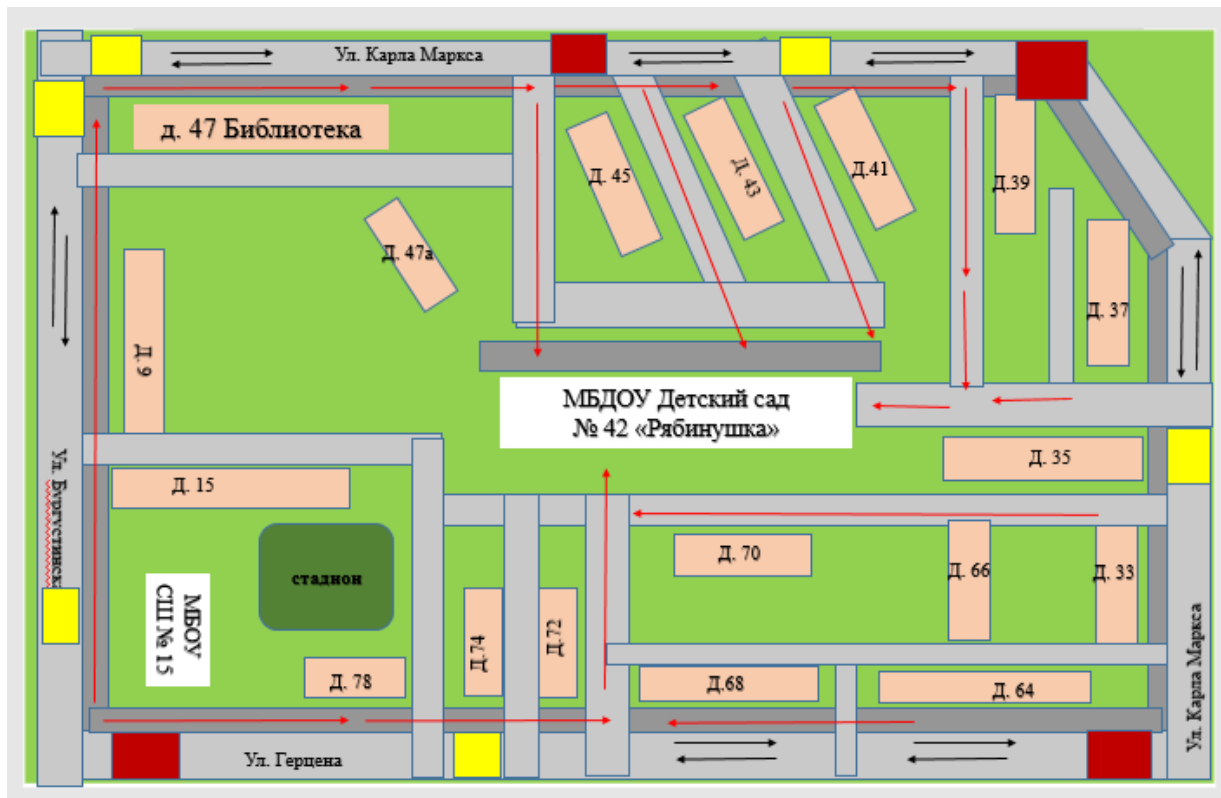 Ул. Карла Маркса
д. 47 Библиотека
Д. 45
Д. 43
Д.41
Д.39
Д. 47а
Д. 37
Д. 9
МБДОУ Детский сад
№ 42 «Рябинушка»
Д. 35
Ул. Бургустинска
Д. 15
стадион
МБОУ
СШ № 15
Д. 70
Д. 66
Д. 33
Д.74
Д.72
Д. 78
Д.68
Д. 64
Ул. Карла Маркса
Ул. Герцена